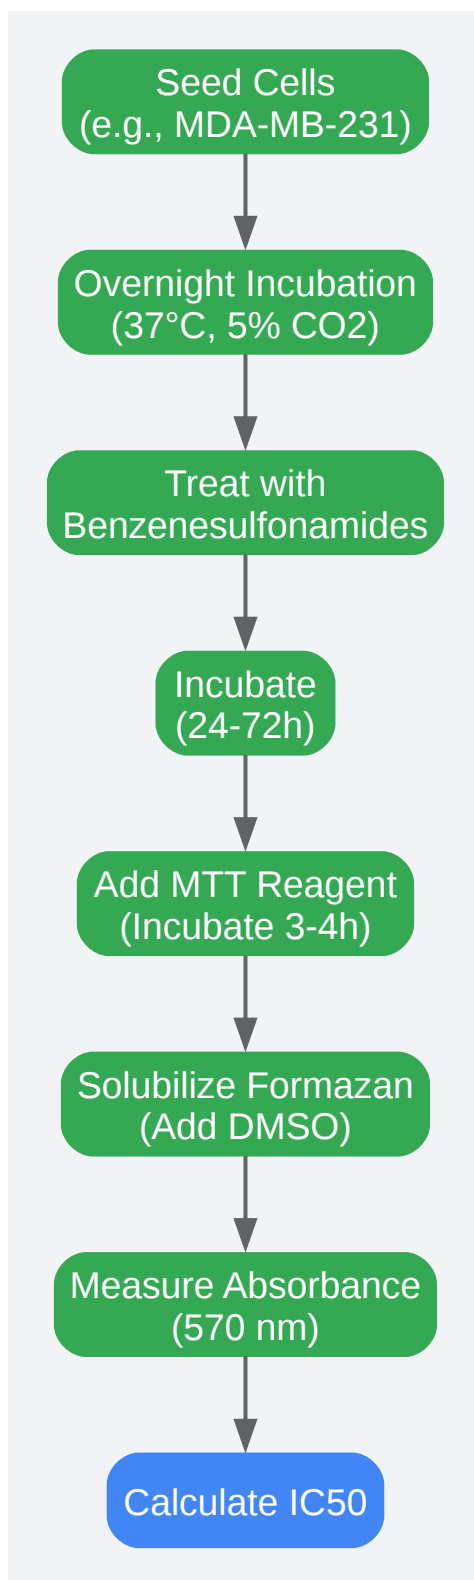 Seed Cells
(e.g., MDA-MB-231)
Overnight Incubation
(37°C, 5% CO2)
Treat with
Benzenesulfonamides
Incubate
(24-72h)
Add MTT Reagent
(Incubate 3-4h)
Solubilize Formazan
(Add DMSO)
Measure Absorbance
(570 nm)
Calculate IC50